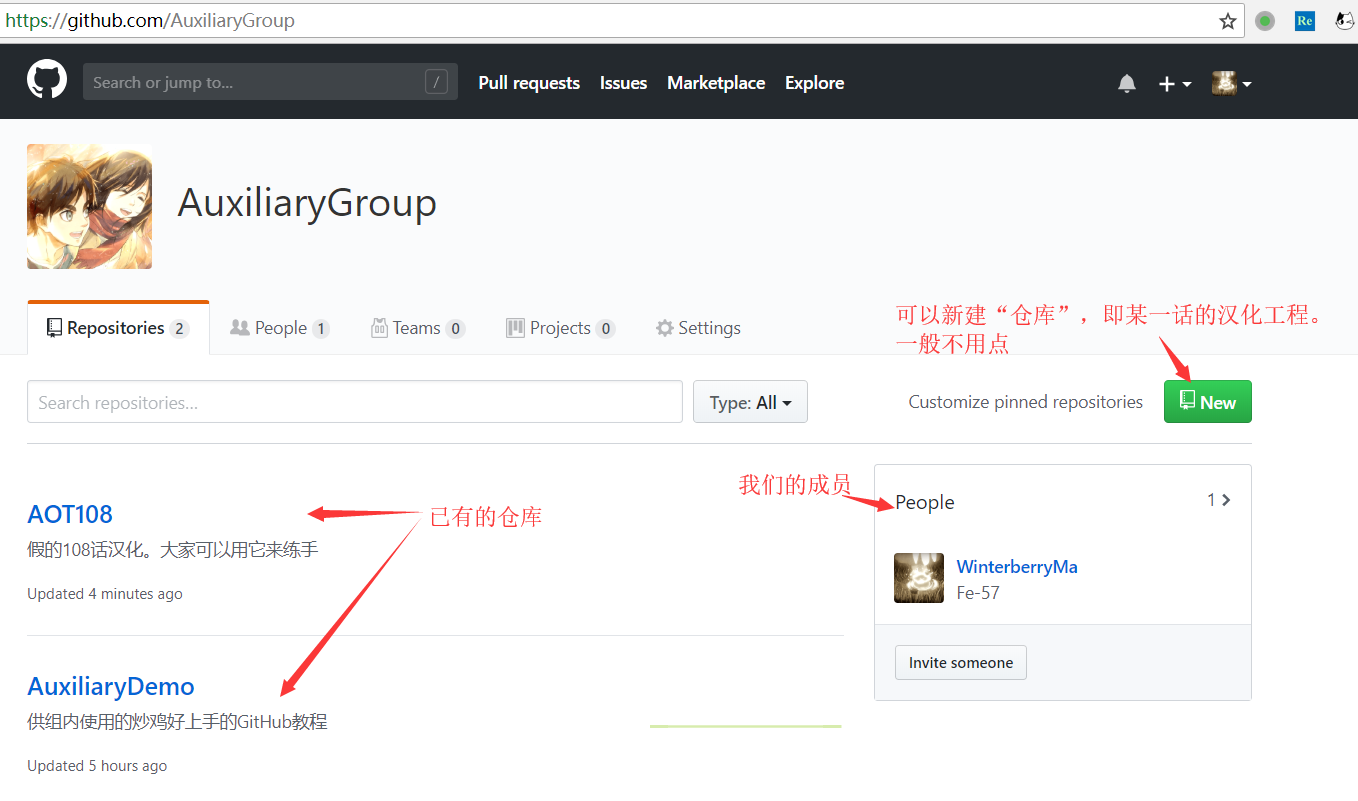 https://github.com/AuxiliaryGroup
Re
Search or jump to... /
Pull requests Issues Marketplace Explore
AuxiliaryGroup
Repositories 2 People 1 Teams 0 Projects 0 Settings
可以新建“仓库”，即某一话的汉化工程。
一般不用点
Search repositories...
Type: All
Customize pinned repositories
New
AOT108
假的108话汉化。大家可以用它来练手
Updated 4 minutes ago
已有的仓库
AuxiliaryDemo
供组内使用的炒鸡好上手的GitHub教程
Updated 5 hours ago
我们的成员
People 1
WinterberryMa
Fe-57
Invite someone